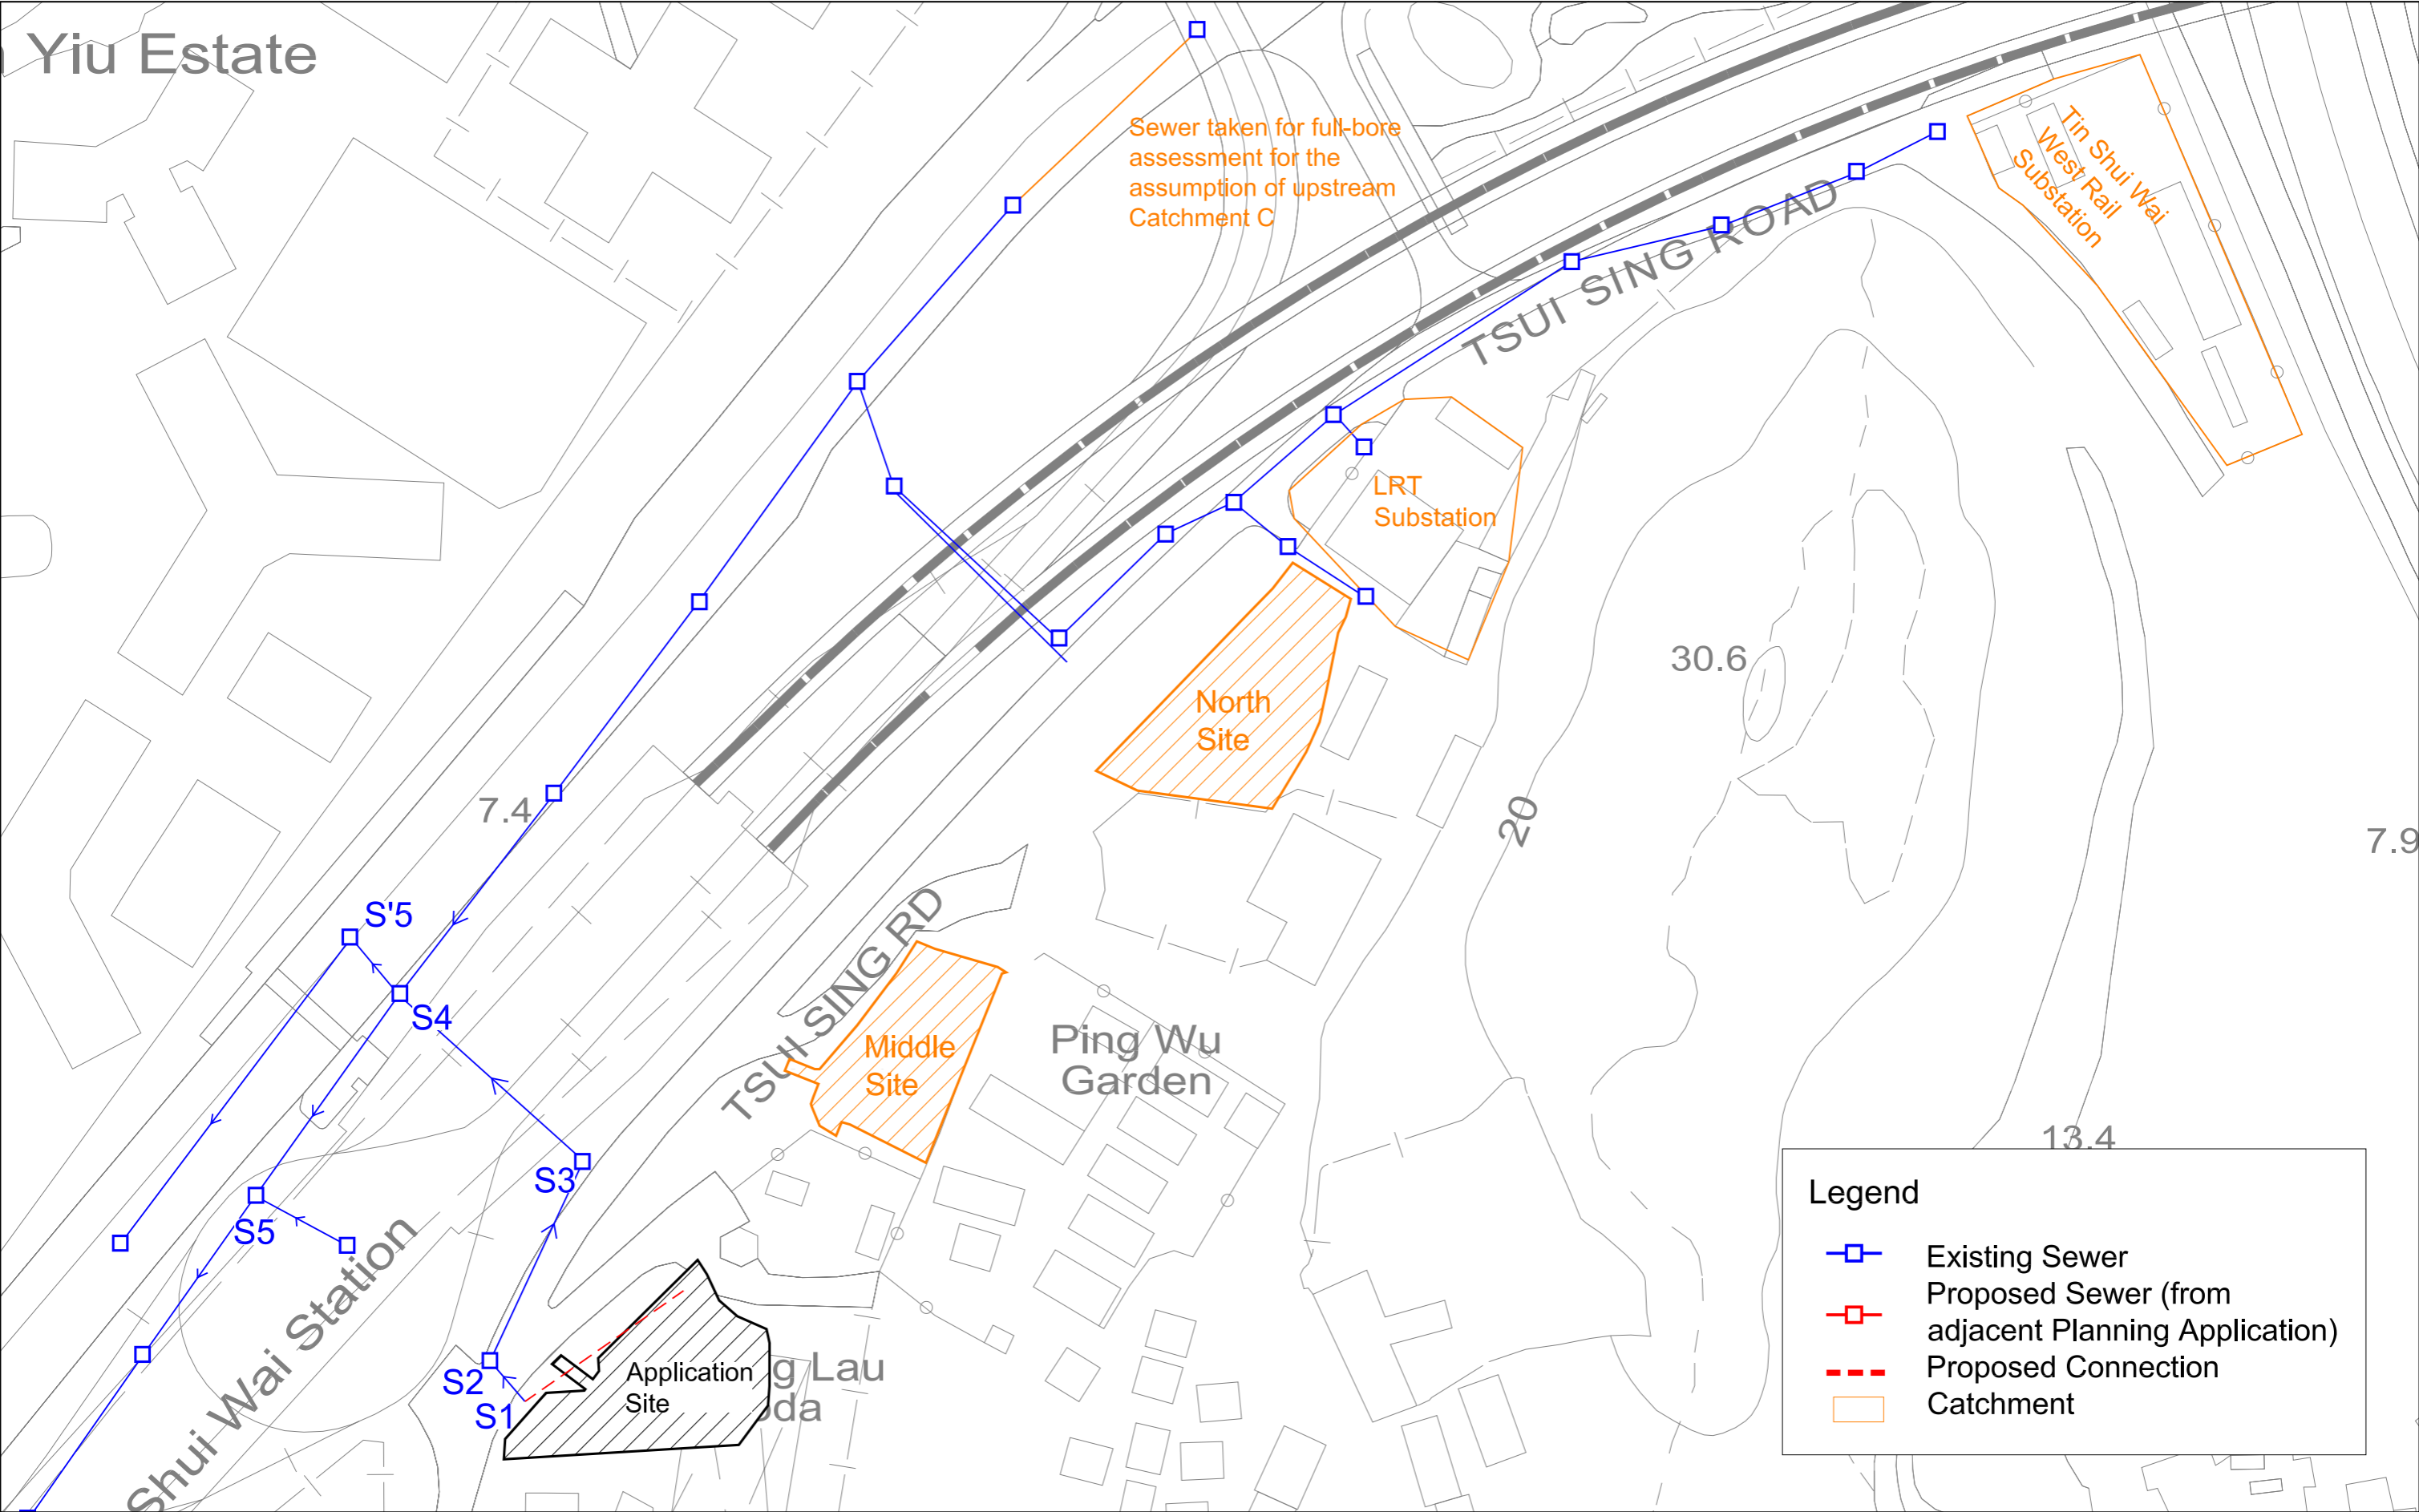 Yiu Estate
Sewer taken for full-bore
assessment for the
assumption of upstream
Catchment C
Tin Shui Wai
West Rail
Substation
TSUI SING ROAD
LRT
Substation
30.6
North
Site
7.4
20
7.9
S'5
TSUI SING RD
S4
Middle
Site
Ping Wu
Garden
13.4
S3
S5
Shui Wai Station
S2
S1
Application
Site
g Lau
oda
Legend
Existing Sewer
Proposed Sewer (from
adjacent Planning Application)
Proposed Connection
Catchment